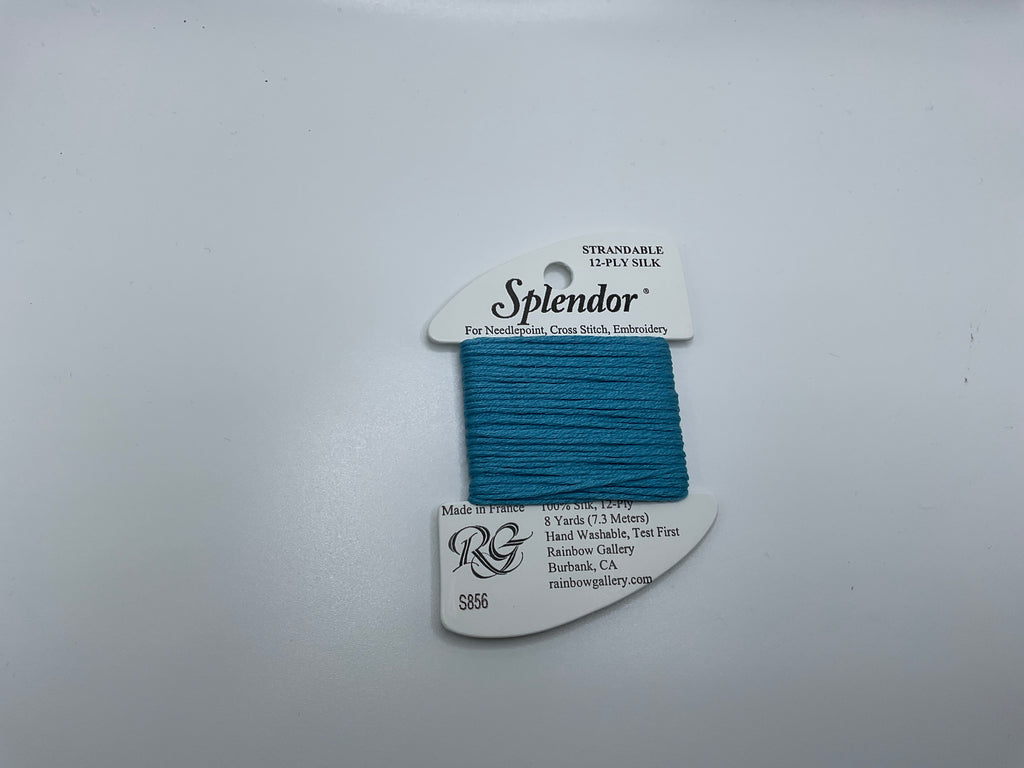 STRANDABLE
12-PLY SILK
Splendor®
For Needlepoint, Cross Stitch, Embroidery
Made in France
100% Silk, 12-Ply
8 Yards (7.3 Meters)
Hand Washable, Test First
RG
Rainbow Gallery
Burbank, CA
rainbowgallery.com
S856